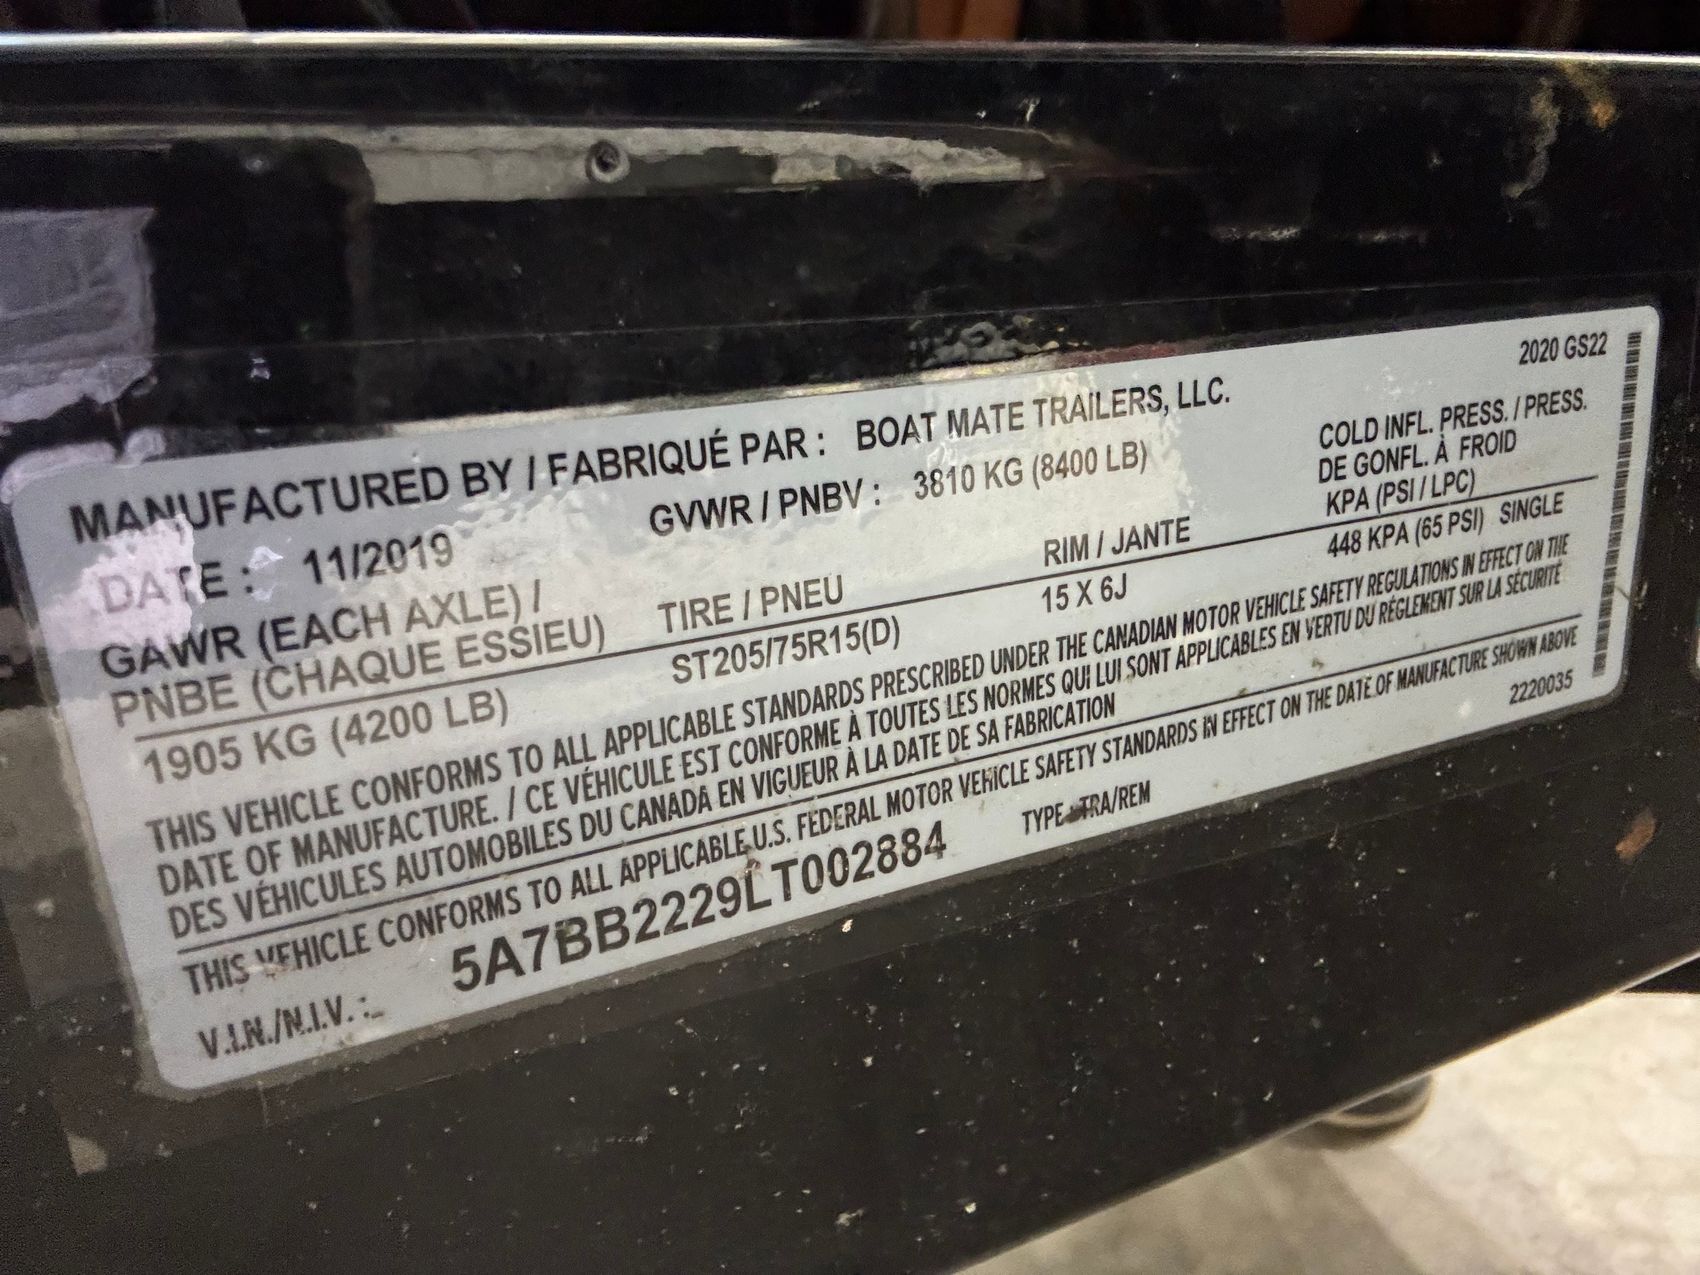 2020 GS22
MANUFACTURED BY / FABRIQUÉ PAR : BOAT MATE TRAILERS, LLC.
DATE : 11/2019 GVWR / PNBV : 3810 KG (8400 LB)
GAWR (EACH AXLE) / PNBE (CHAQUE ESSIEU)
TIRE / PNEU
RIM / JANTE
COLD INFL. PRESS. / PRESS.
DE GONFL. À FROID
KPA (PSI / LPC)
1905 KG (4200 LB) ST205/75R15(D) 15 X 6J 448 KPA (65 PSI) SINGLE
THIS VEHICLE CONFORMS TO ALL APPLICABLE STANDARDS PRESCRIBED UNDER THE CANADIAN MOTOR VEHICLE SAFETY REGULATIONS IN EFFECT ON THE
DATE OF MANUFACTURE. / CE VÉHICULE EST CONFORME À TOUTES LES NORMES QUI LUI SONT APPLICABLES EN VERTU DU RÈGLEMENT SUR LA SÉCURITÉ
DES VÉHICULES AUTOMOBILES DU CANADA EN VIGUEUR À LA DATE DE SA FABRICATION
THIS VEHICLE CONFORMS TO ALL APPLICABLE U.S. FEDERAL MOTOR VEHICLE SAFETY STANDARDS IN EFFECT ON THE DATE OF MANUFACTURE SHOWN ABOVE
V.I.N./N.I.V. : 5A7BB2229LT002884 TYPE : TRA/REM 2220035